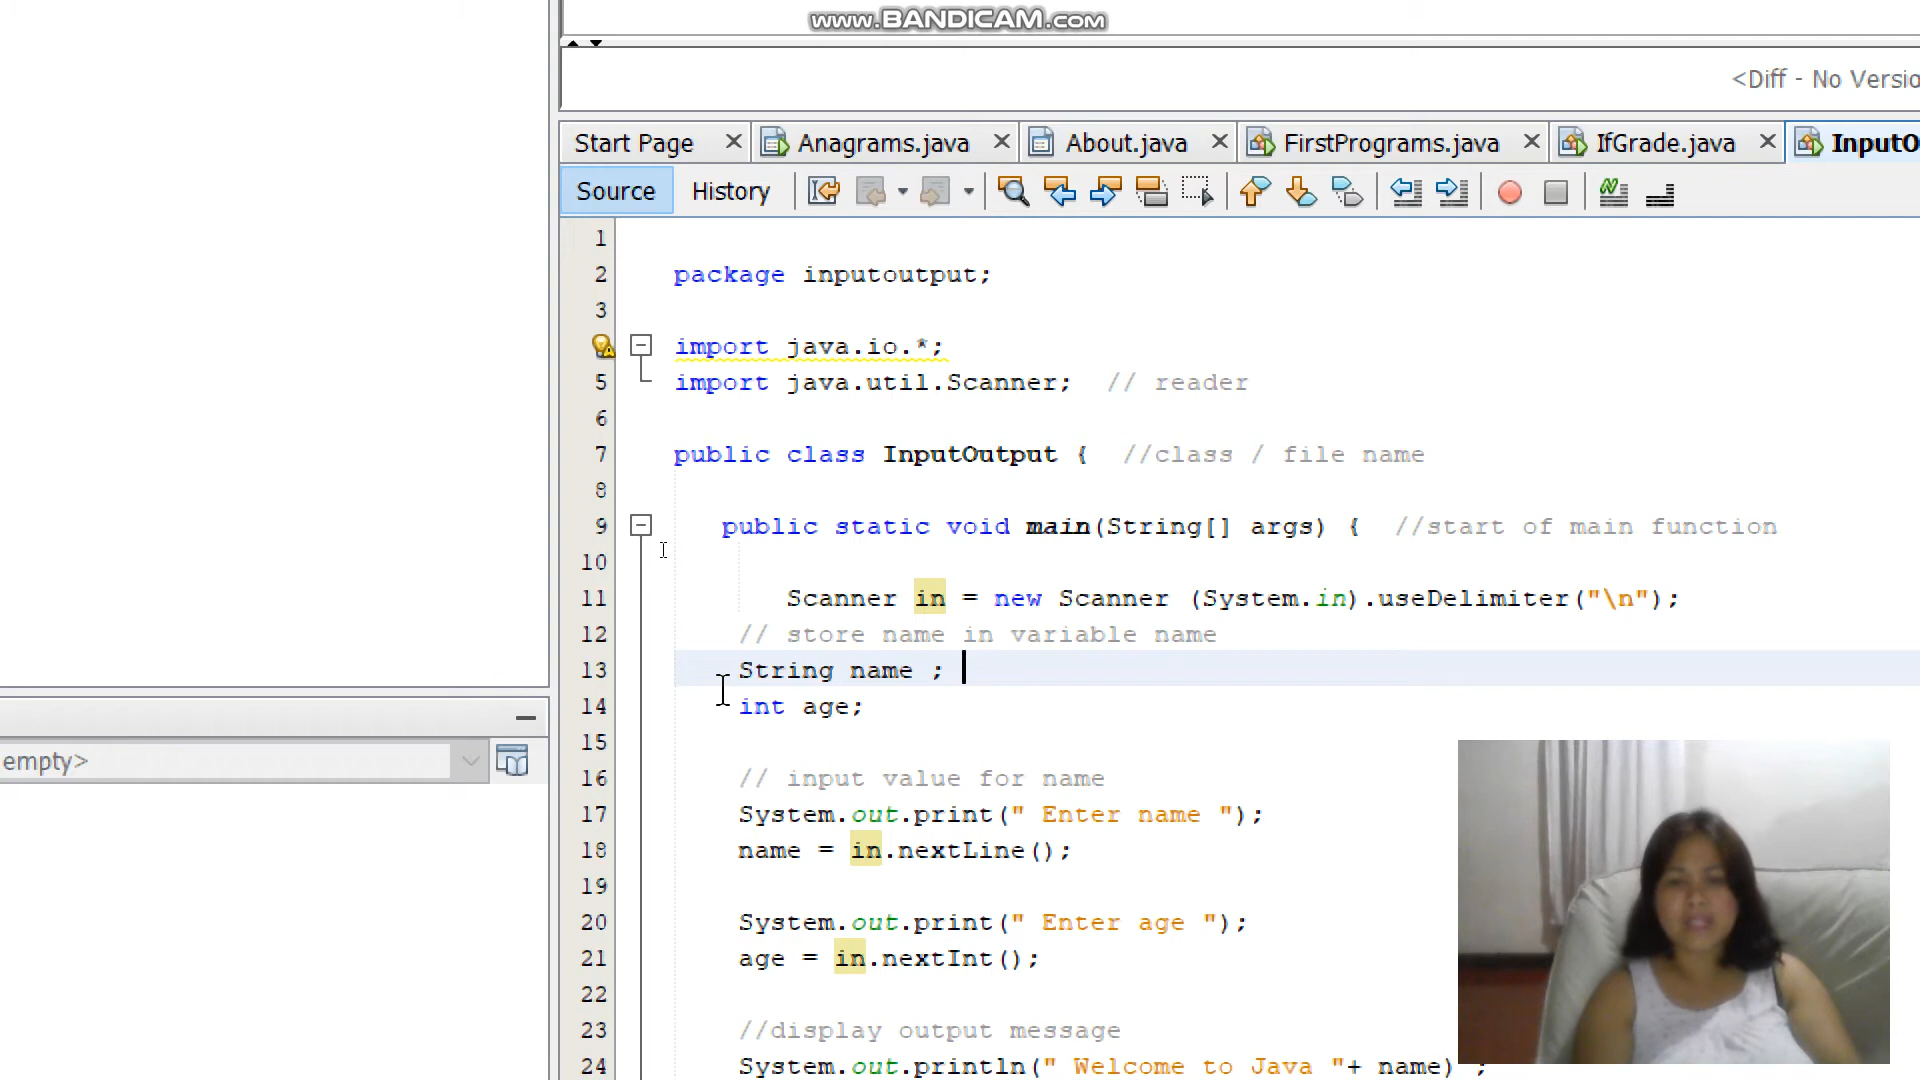 www.BANDICAM.com
<Diff - No Versio
Start Page
Anagrams.java
About.java
FirstPrograms.java
IfGrade.java
InputO
Source
History
1
2 package inputoutput;
3
import java.io.*;
5 import java.util.Scanner; // reader
6
7 public class InputOutput { //class / file name
8
9 public static void main(String[] args) { //start of main function
10
11 Scanner in = new Scanner (System.in).useDelimiter("\n");
12 // store name in variable name
13 String name ;
14 int age;
15
16 // input value for name
17 System.out.print(" Enter name ");
18 name = in.nextLine();
19
20 System.out.print(" Enter age ");
21 age = in.nextInt();
22
23 //display output message
24 System.out.println(" Welcome to Java "+ name) ;
empty>